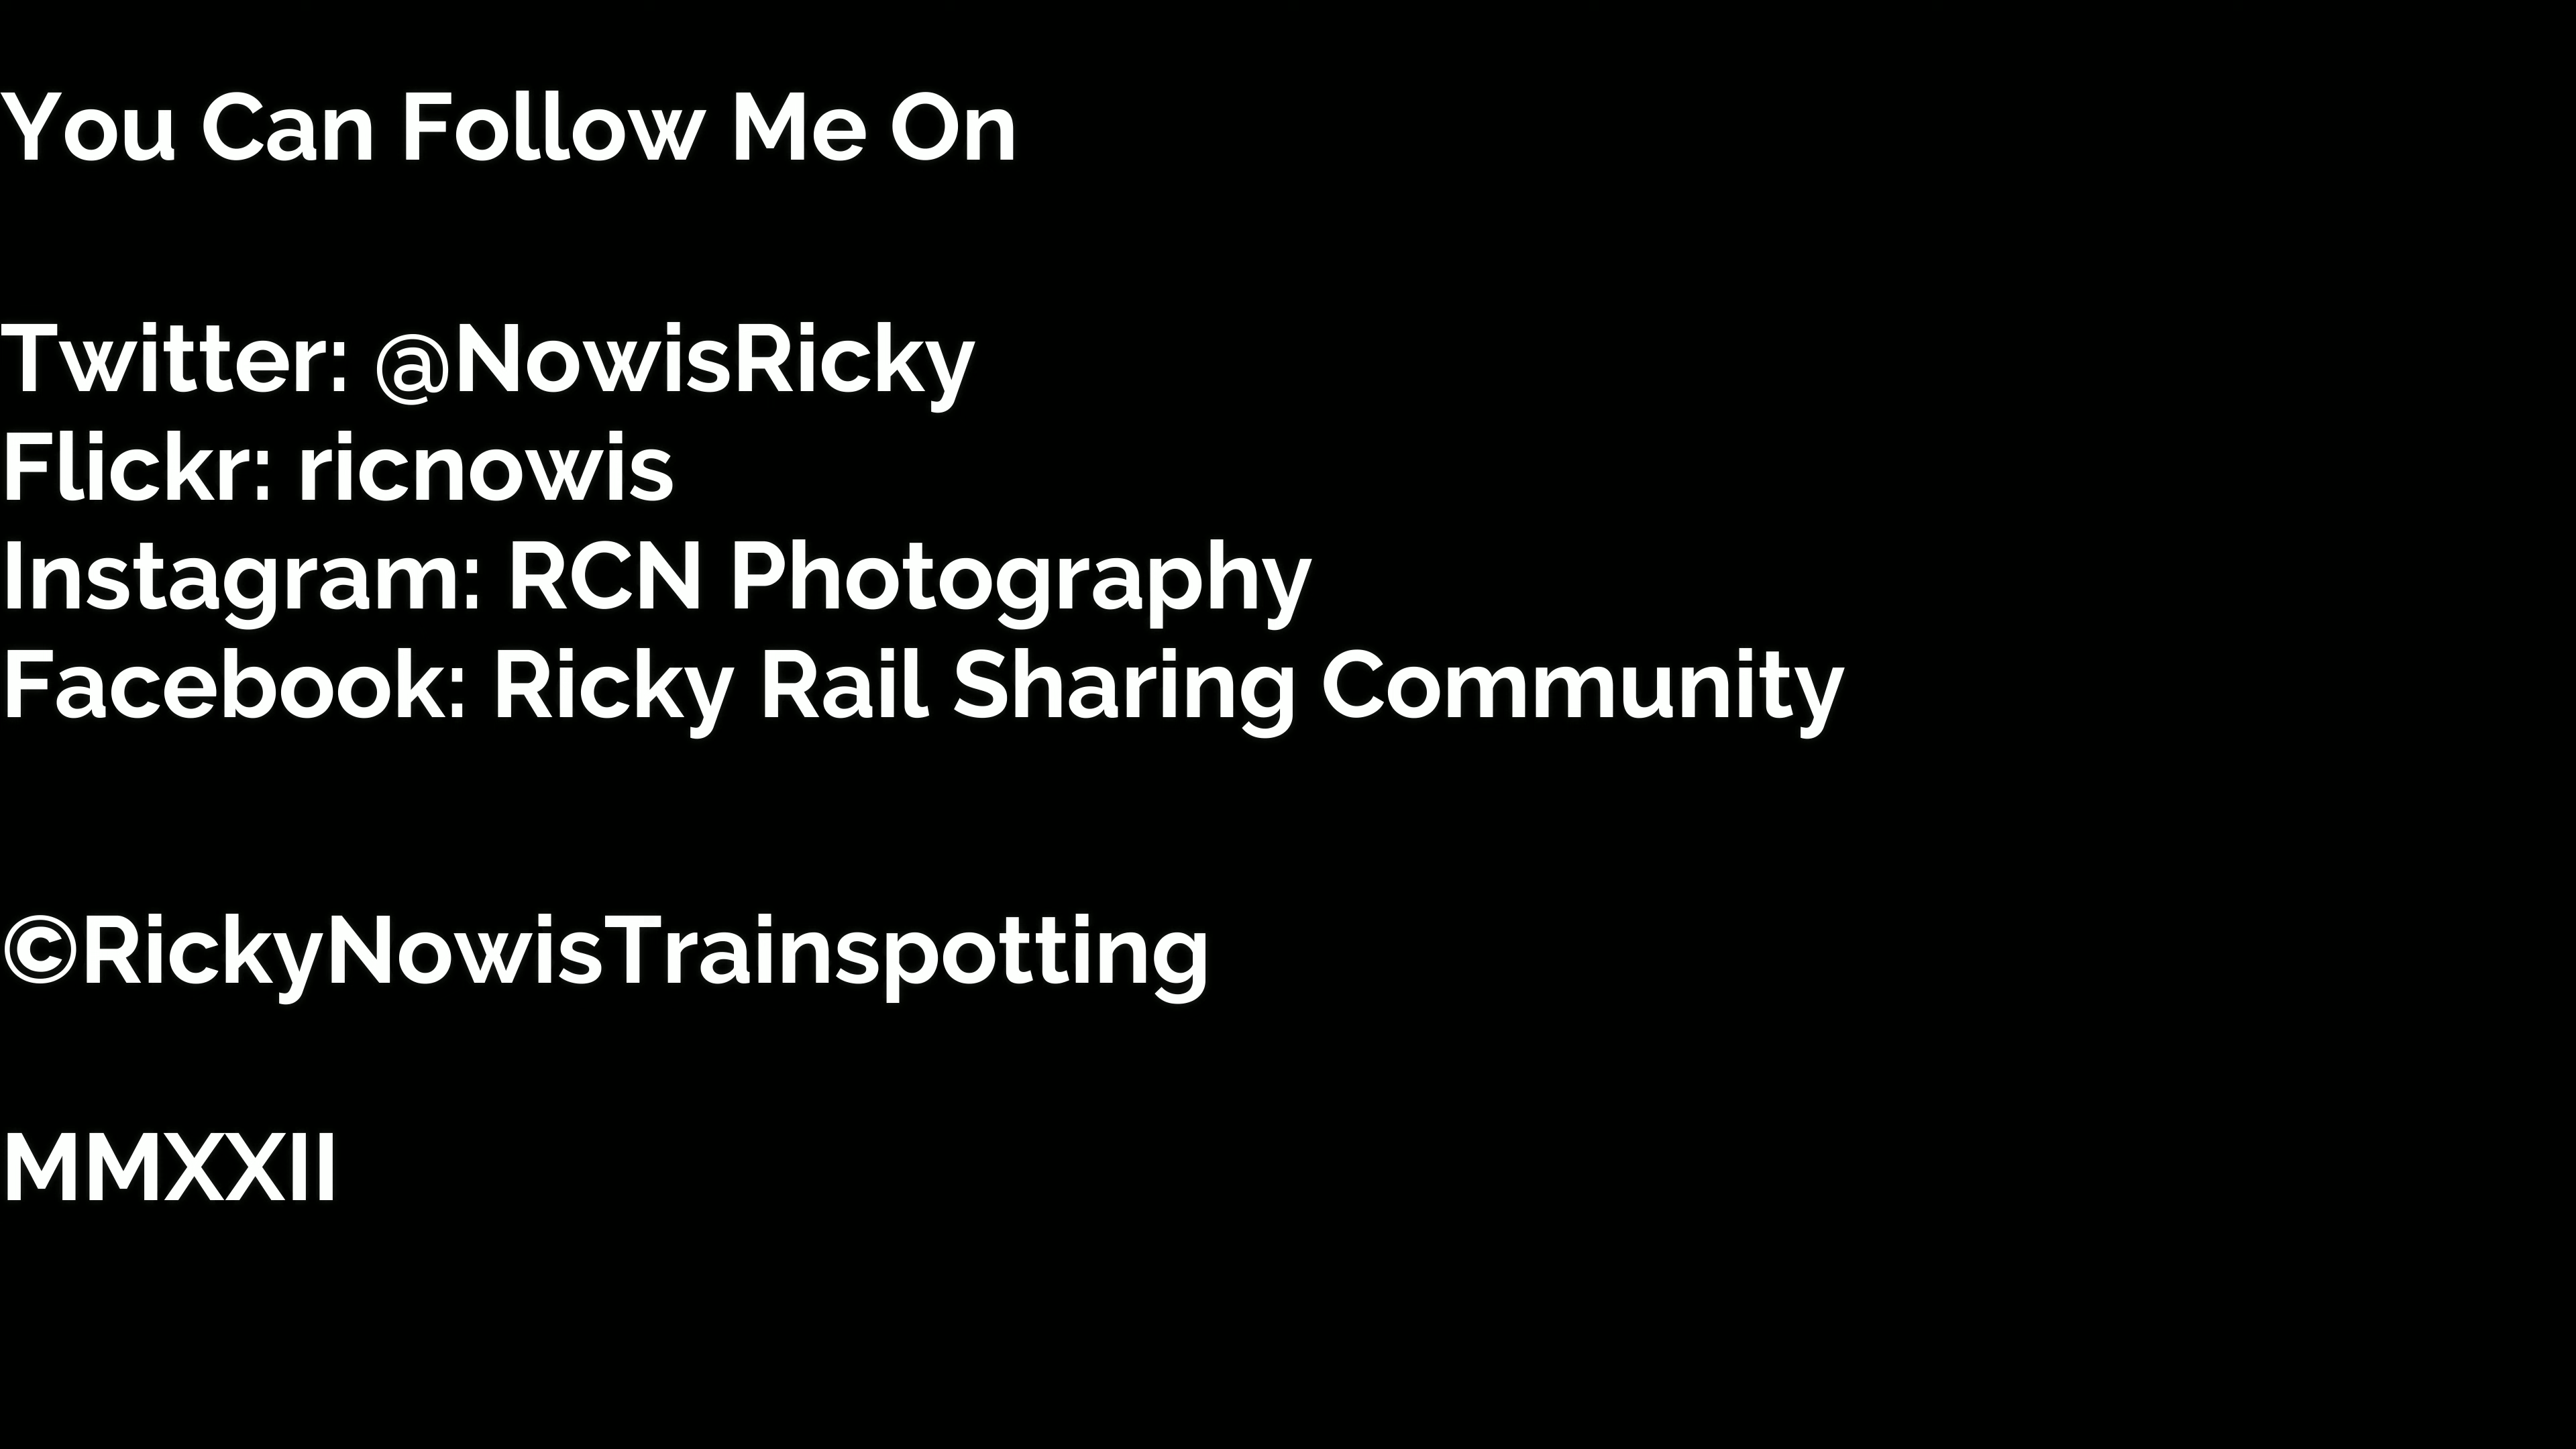 You Can Follow Me On
Twitter: @NowisRicky
Flickr: ricnowis
Instagram: RCN Photography
Facebook: Ricky Rail Sharing Community
©RickyNowisTrainspotting
MMXXII